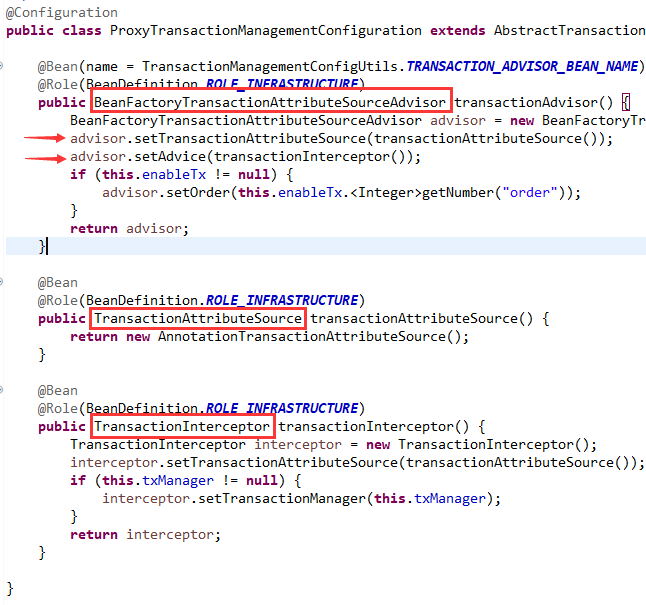 @Configuration
public class ProxyTransactionManagementConfiguration extends AbstractTransaction
@Bean(name = TransactionManagementConfigUtils.TRANSACTION_ADVISOR_BEAN_NAME)
@Role(BeanDefinition.ROLE_INFRASTRUCTURE)
public BeanFactoryTransactionAttributeSourceAdvisor transactionAdvisor() {
BeanFactoryTransactionAttributeSourceAdvisor advisor = new BeanFactoryTr
advisor.setTransactionAttributeSource(transactionAttributeSource());
advisor.setAdvice(transactionInterceptor());
if (this.enableTx != null) {
advisor.setOrder(this.enableTx.<Integer>getNumber("order"));
}
return advisor;
}
@Bean
@Role(BeanDefinition.ROLE_INFRASTRUCTURE)
public TransactionAttributeSource transactionAttributeSource() {
return new AnnotationTransactionAttributeSource();
}
@Bean
@Role(BeanDefinition.ROLE_INFRASTRUCTURE)
public TransactionInterceptor transactionInterceptor() {
TransactionInterceptor interceptor = new TransactionInterceptor();
interceptor.setTransactionAttributeSource(transactionAttributeSource());
if (this.txManager != null) {
interceptor.setTransactionManager(this.txManager);
}
return interceptor;
}
}